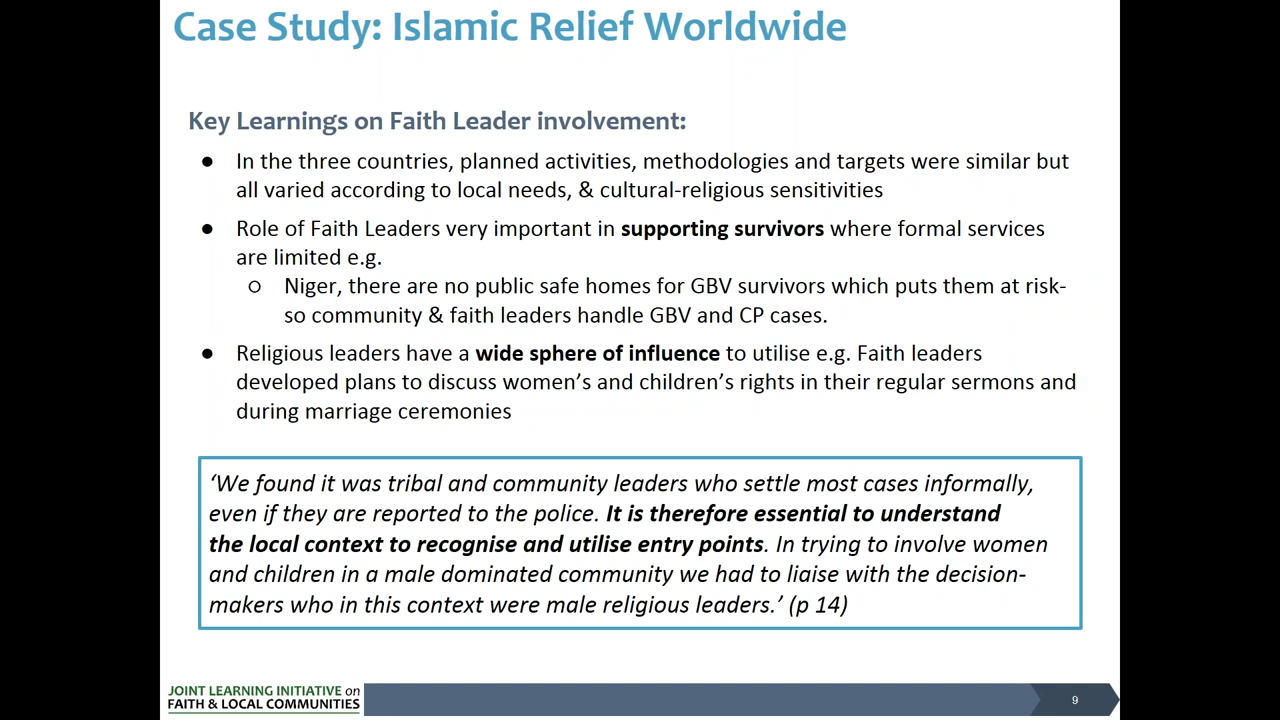 Case Study: Islamic Relief Worldwide
Key Learnings on Faith Leader involvement:
● In the three countries, planned activities, methodologies and targets were similar but
all varied according to local needs, & cultural-religious sensitivities
● Role of Faith Leaders very important in supporting survivors where formal services
are limited e.g.
○ Niger, there are no public safe homes for GBV survivors which puts them at risk-
so community & faith leaders handle GBV and CP cases.
● Religious leaders have a wide sphere of influence to utilise e.g. Faith leaders
developed plans to discuss women’s and children’s rights in their regular sermons and
during marriage ceremonies
‘We found it was tribal and community leaders who settle most cases informally,
even if they are reported to the police. It is therefore essential to understand
the local context to recognise and utilise entry points. In trying to involve women
and children in a male dominated community we had to liaise with the decision-
makers who in this context were male religious leaders.’ (p 14)
JOINT LEARNING INITIATIVE on
FAITH & LOCAL COMMUNITIES
9